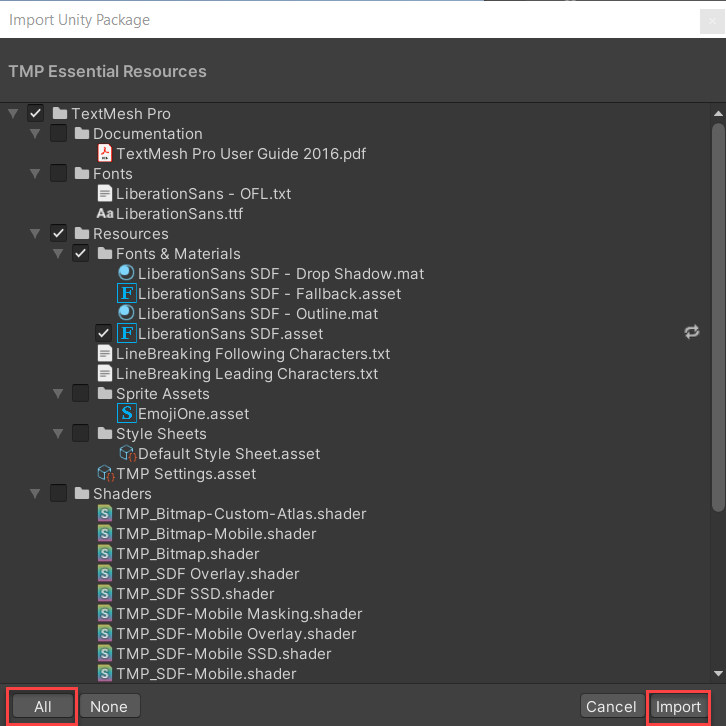 Import Unity Package
TMP Essential Resources
TextMesh Pro
Documentation
TextMesh Pro User Guide 2016.pdf
Fonts
LiberationSans - OFL.txt
Aa LiberationSans.ttf
Resources
Fonts & Materials
LiberationSans SDF - Drop Shadow.mat
F LiberationSans SDF - Fallback.asset
LiberationSans SDF - Outline.mat
F LiberationSans SDF.asset
LineBreaking Following Characters.txt
LineBreaking Leading Characters.txt
Sprite Assets
S EmojiOne.asset
Style Sheets
Default Style Sheet.asset
TMP Settings.asset
Shaders
S TMP_Bitmap-Custom-Atlas.shader
S TMP_Bitmap-Mobile.shader
S TMP_Bitmap.shader
S TMP_SDF Overlay.shader
S TMP_SDF SSD.shader
S TMP_SDF-Mobile Masking.shader
S TMP_SDF-Mobile Overlay.shader
S TMP_SDF-Mobile SSD.shader
S TMP_SDF-Mobile.shader
All None Cancel Import